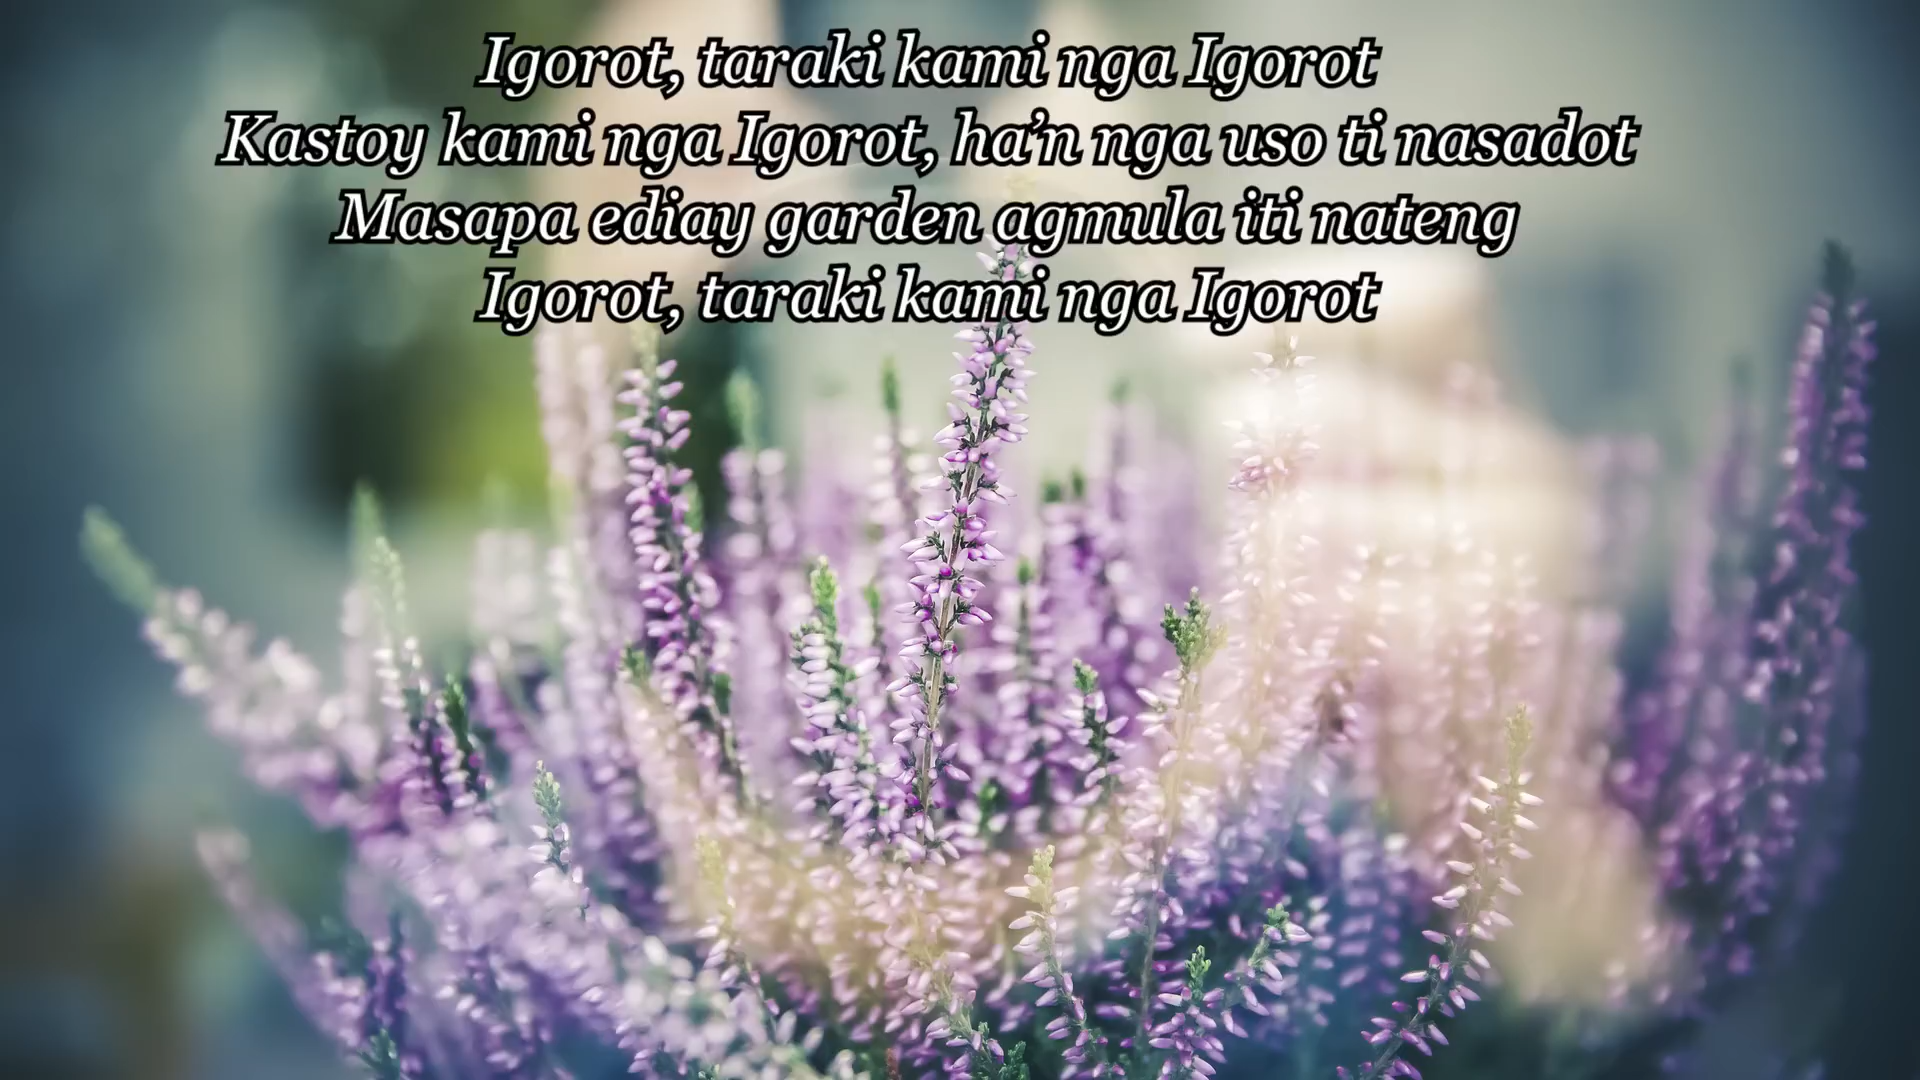 Igorot, taraki kami nga Igorot
Kastoy kami nga Igorot, ha’n nga uso ti nasadot
Masapa ediay garden agmula iti nateng
Igorot, taraki kami nga Igorot